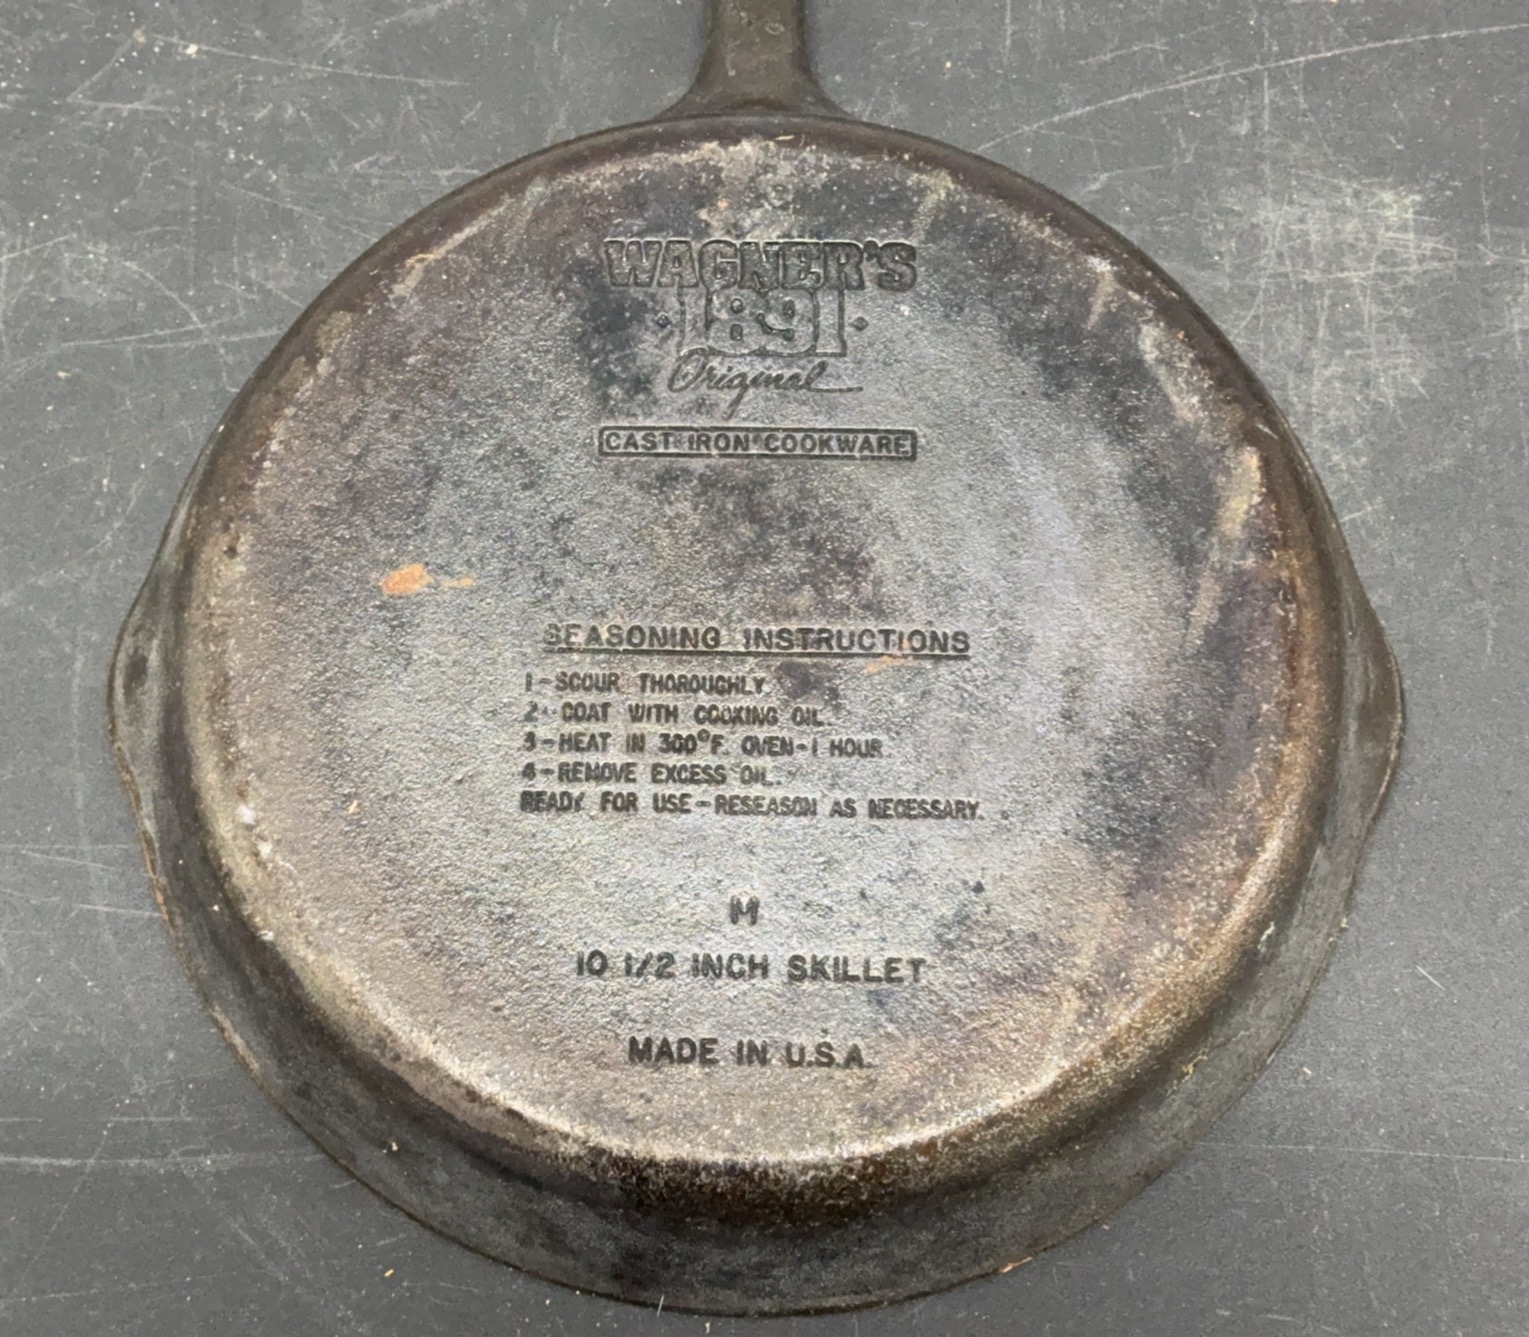 WAGNER'S
1891
Original
CAST IRON COOKWARE
SEASONING INSTRUCTIONS
1-SCOUR THOROUGHLY.
2-COAT WITH COOKING OIL.
3-HEAT IN 300°F. OVEN-1 HOUR.
4-REMOVE EXCESS OIL.
READY FOR USE-RESEASON AS NECESSARY.
M
10 1/2 INCH SKILLET
MADE IN U.S.A.